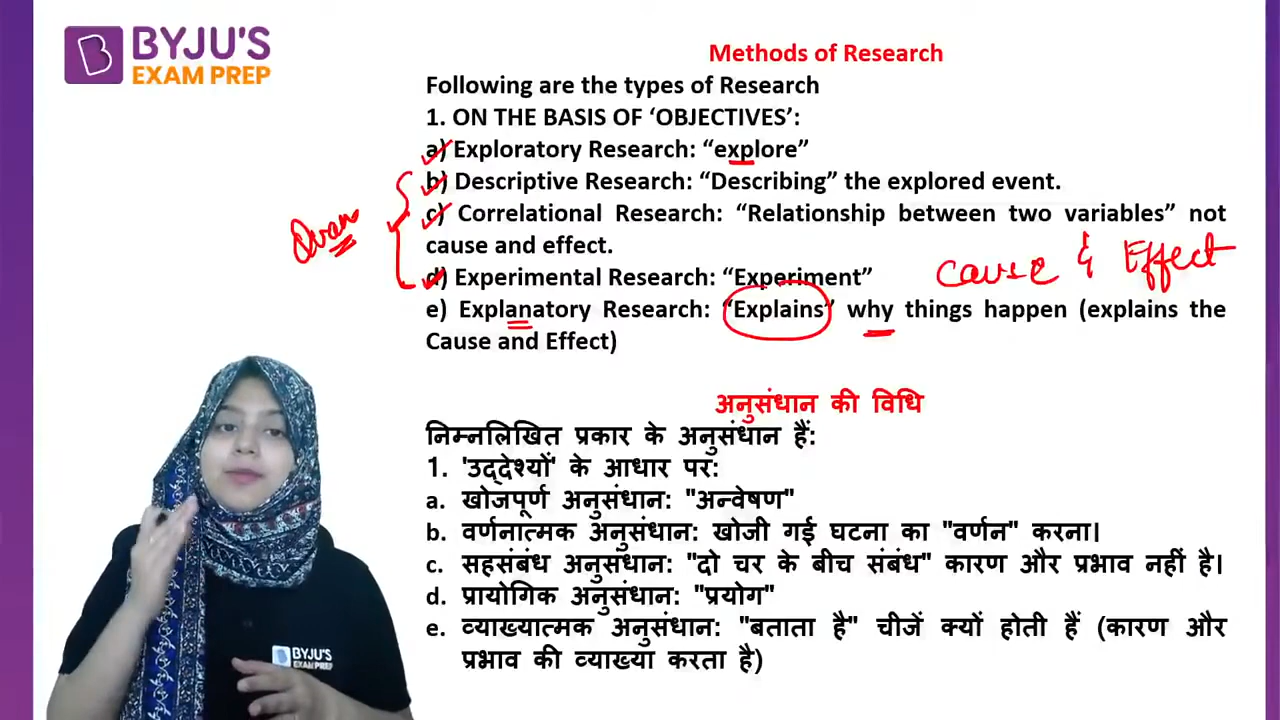 BYJU'S
EXAM PREP
Methods of Research
Following are the types of Research
1. ON THE BASIS OF ‘OBJECTIVES’:
a) Exploratory Research: “explore”
b) Descriptive Research: “Describing” the explored event.
c) Correlational Research: “Relationship between two variables” not
cause and effect.
d) Experimental Research: “Experiment”
Cause & Effect
e) Explanatory Research: “Explains” why things happen (explains the
Cause and Effect)
अनुसंधान की विधि
निम्नलिखित प्रकार के अनुसंधान हैं:
1. 'उद्देश्यों' के आधार पर:
a. खोजपूर्ण अनुसंधान: "अन्वेषण"
b. वर्णनात्मक अनुसंधान: खोजी गई घटना का "वर्णन" करना।
c. सहसंबंध अनुसंधान: "दो चर के बीच संबंध" कारण और प्रभाव नहीं है।
d. प्रायोगिक अनुसंधान: "प्रयोग"
e. व्याख्यात्मक अनुसंधान: "बताता है" चीजें क्यों होती हैं (कारण और
प्रभाव की व्याख्या करता है)
BYJU'S
EXAM PREP